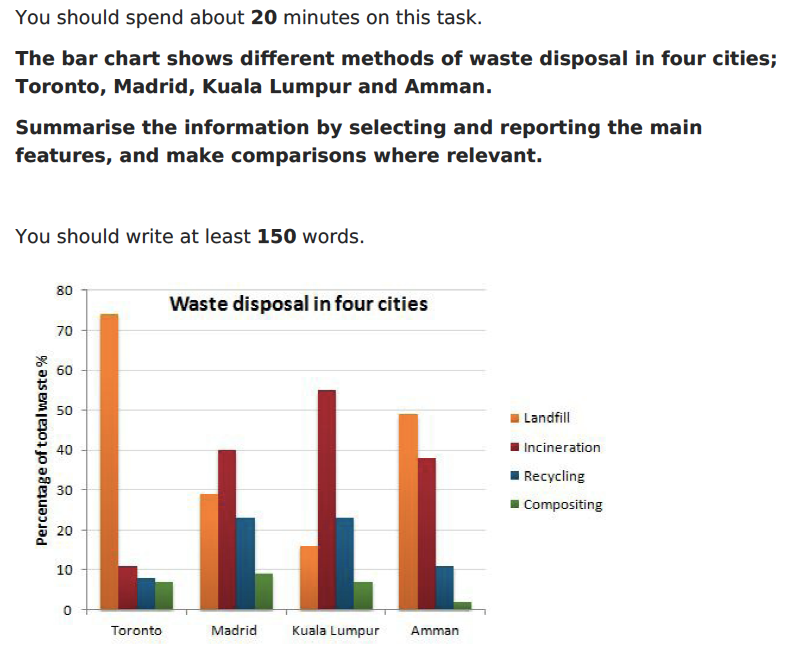 You should spend about 20 minutes on this task.
The bar chart shows different methods of waste disposal in four cities;
Toronto, Madrid, Kuala Lumpur and Amman.
Summarise the information by selecting and reporting the main
features, and make comparisons where relevant.
You should write at least 150 words.
Waste disposal in four cities
Percentage of total waste %
80
70
60
50
40
30
20
10
0
Toronto
Madrid
Kuala Lumpur
Amman
Landfill
Incineration
Recycling
Compositing